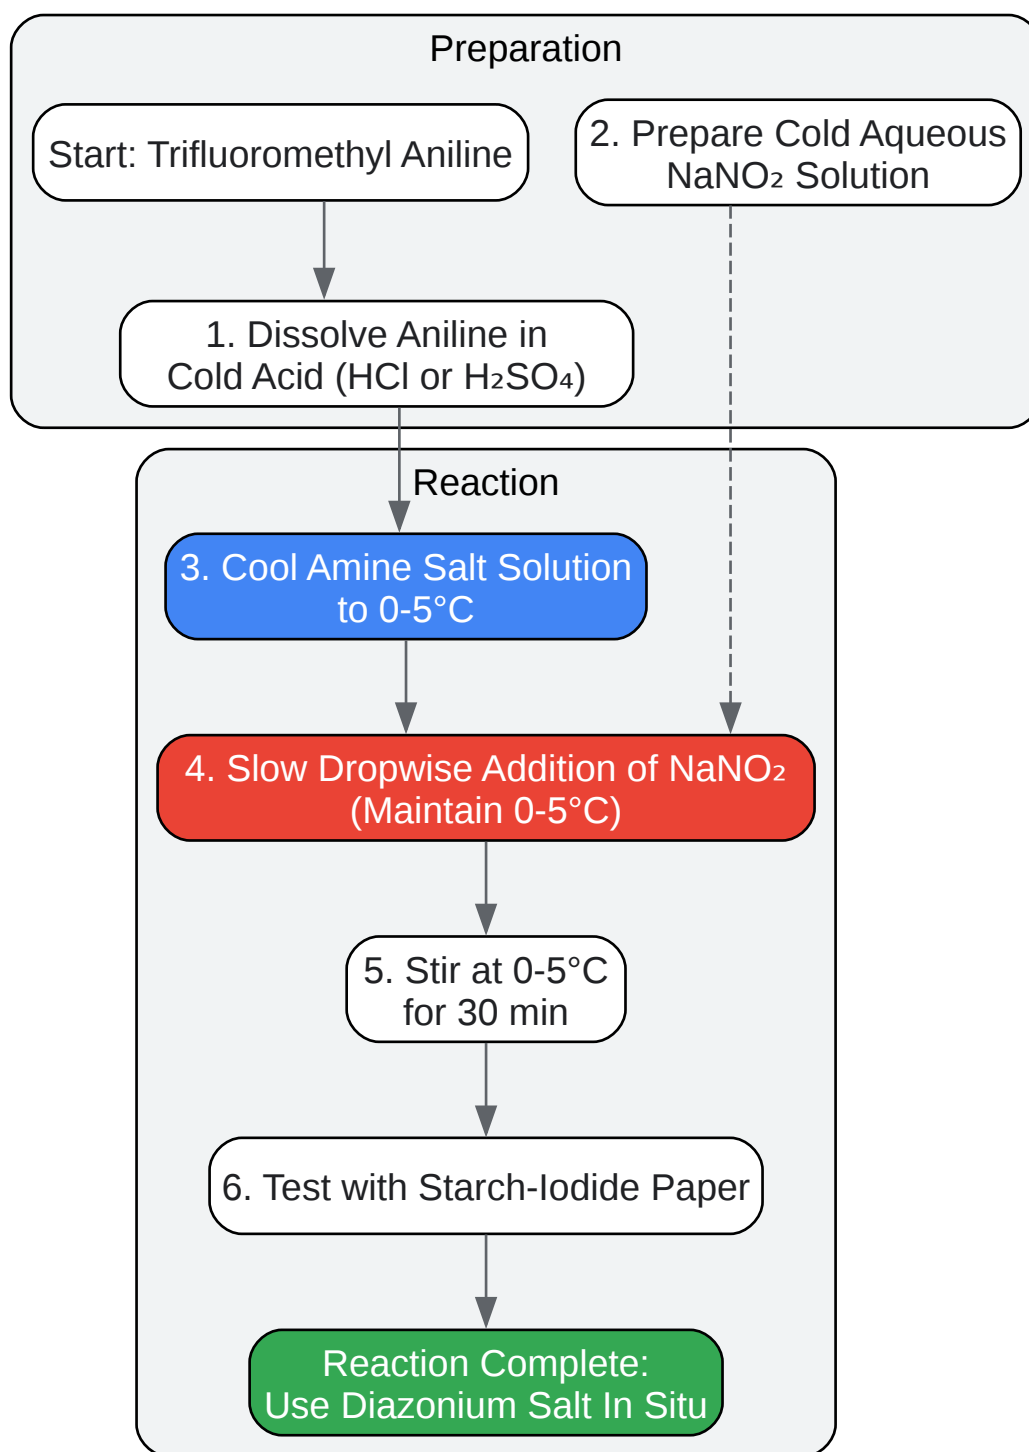 Preparation
Start: Trifluoromethyl Aniline
2. Prepare Cold Aqueous
NaNO₂ Solution
1. Dissolve Aniline in
Cold Acid (HCl or H₂SO₄)
Reaction
3. Cool Amine Salt Solution
to 0-5°C
4. Slow Dropwise Addition of NaNO₂
(Maintain 0-5°C)
5. Stir at 0-5°C
for 30 min
6. Test with Starch-Iodide Paper
Reaction Complete:
Use Diazonium Salt In Situ